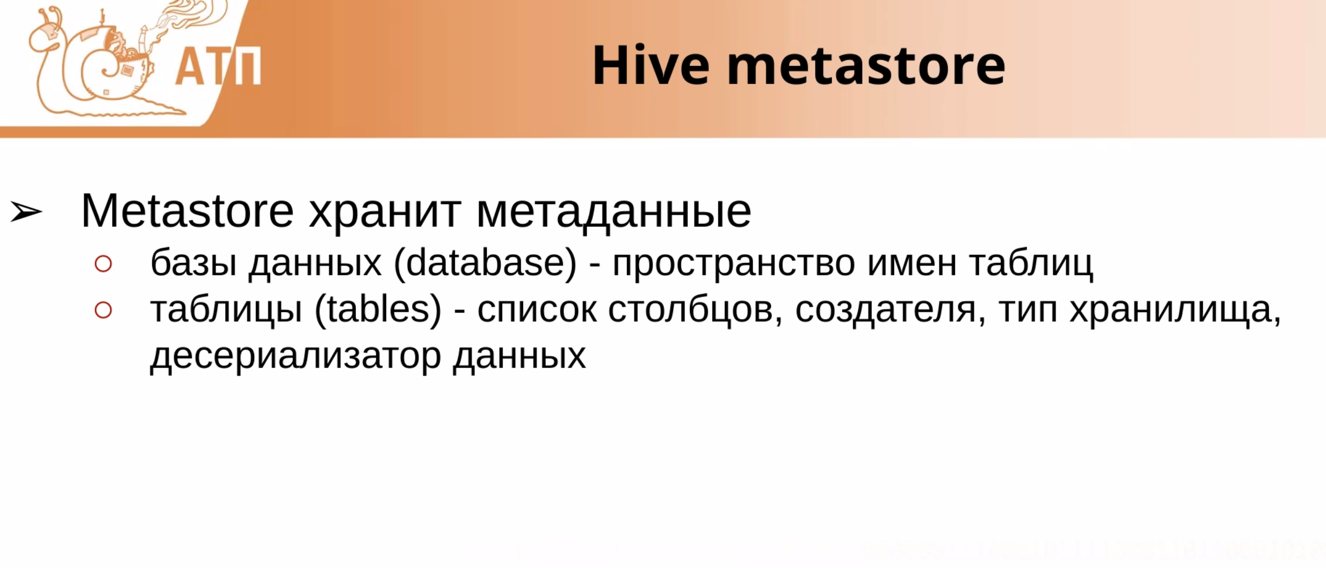 АТП
Hive metastore
➢ Metastore хранит метаданные
○ базы данных (database) - пространство имен таблиц
○ таблицы (tables) - список столбцов, создателя, тип хранилища,
десериализатор данных